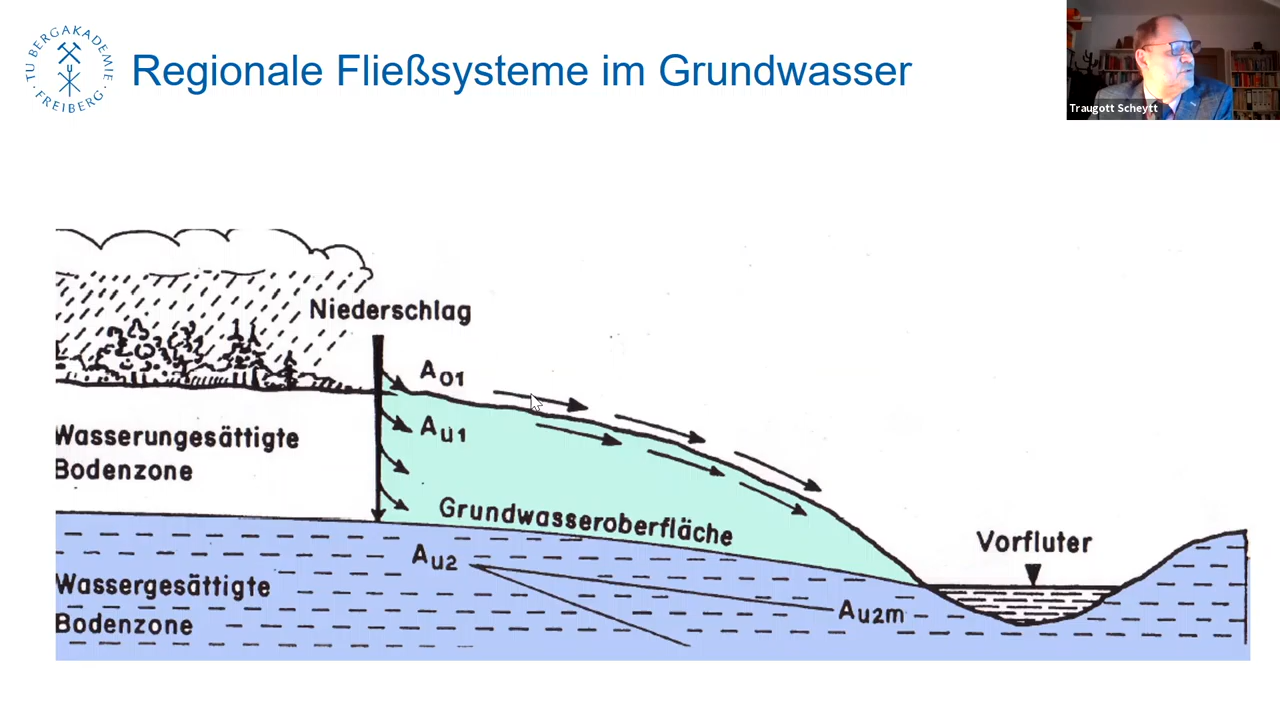 TU BERGAKADEMIE
FREIBERG
Regionale Fließsysteme im Grundwasser
Traugott Scheytt
Niederschlag
Ao1
Au1
Wasserungesättigte
Bodenzone
Grundwasseroberfläche
Vorfluter
Au2
Wassergesättigte
Bodenzone
Au2m